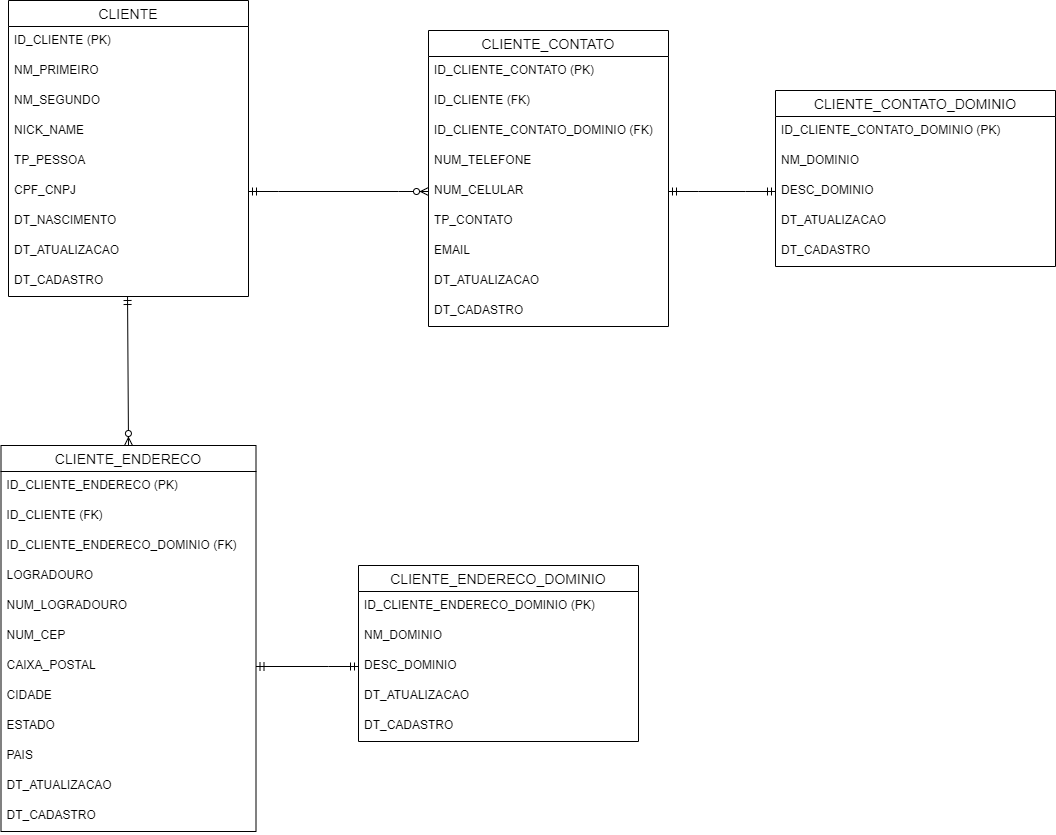 CLIENTE
ID_CLIENTE (PK)
NM_PRIMEIRO
NM_SEGUNDO
NICK_NAME
TP_PESSOA
CPF_CNPJ
DT_NASCIMENTO
DT_ATUALIZACAO
DT_CADASTRO
CLIENTE_CONTATO
ID_CLIENTE_CONTATO (PK)
ID_CLIENTE (FK)
ID_CLIENTE_CONTATO_DOMINIO (FK)
NUM_TELEFONE
NUM_CELULAR
TP_CONTATO
EMAIL
DT_ATUALIZACAO
DT_CADASTRO
CLIENTE_CONTATO_DOMINIO
ID_CLIENTE_CONTATO_DOMINIO (PK)
NM_DOMINIO
DESC_DOMINIO
DT_ATUALIZACAO
DT_CADASTRO
CLIENTE_ENDERECO
ID_CLIENTE_ENDERECO (PK)
ID_CLIENTE (FK)
ID_CLIENTE_ENDERECO_DOMINIO (FK)
LOGRADOURO
NUM_LOGRADOURO
NUM_CEP
CAIXA_POSTAL
CIDADE
ESTADO
PAIS
DT_ATUALIZACAO
DT_CADASTRO
CLIENTE_ENDERECO_DOMINIO
ID_CLIENTE_ENDERECO_DOMINIO (PK)
NM_DOMINIO
DESC_DOMINIO
DT_ATUALIZACAO
DT_CADASTRO